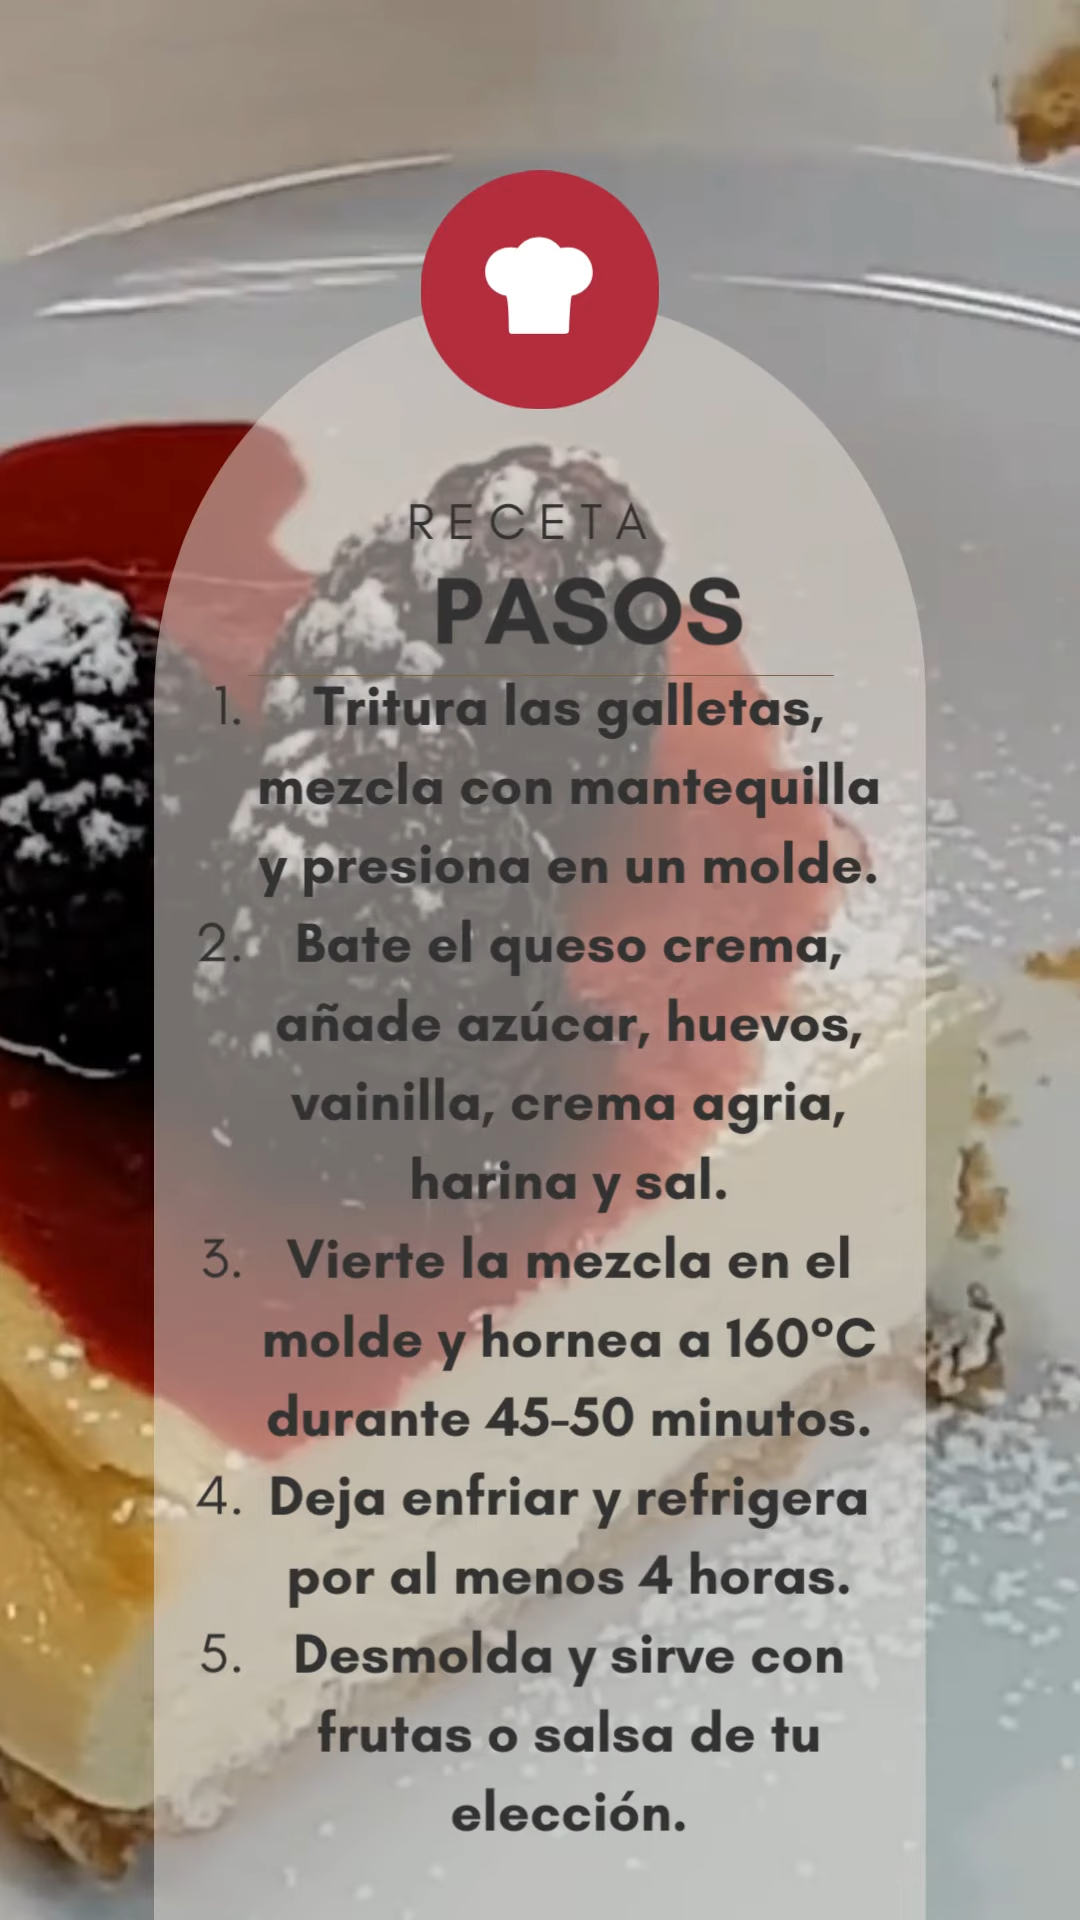 RECETA
PASOS
1. Tritura las galletas,
mezcla con mantequilla
y presiona en un molde.
2. Bate el queso crema,
añade azúcar, huevos,
vainilla, crema agria,
harina y sal.
3. Vierte la mezcla en el
molde y hornea a 160°C
durante 45-50 minutos.
4. Deja enfriar y refrigera
por al menos 4 horas.
5. Desmolda y sirve con
frutas o salsa de tu
elección.